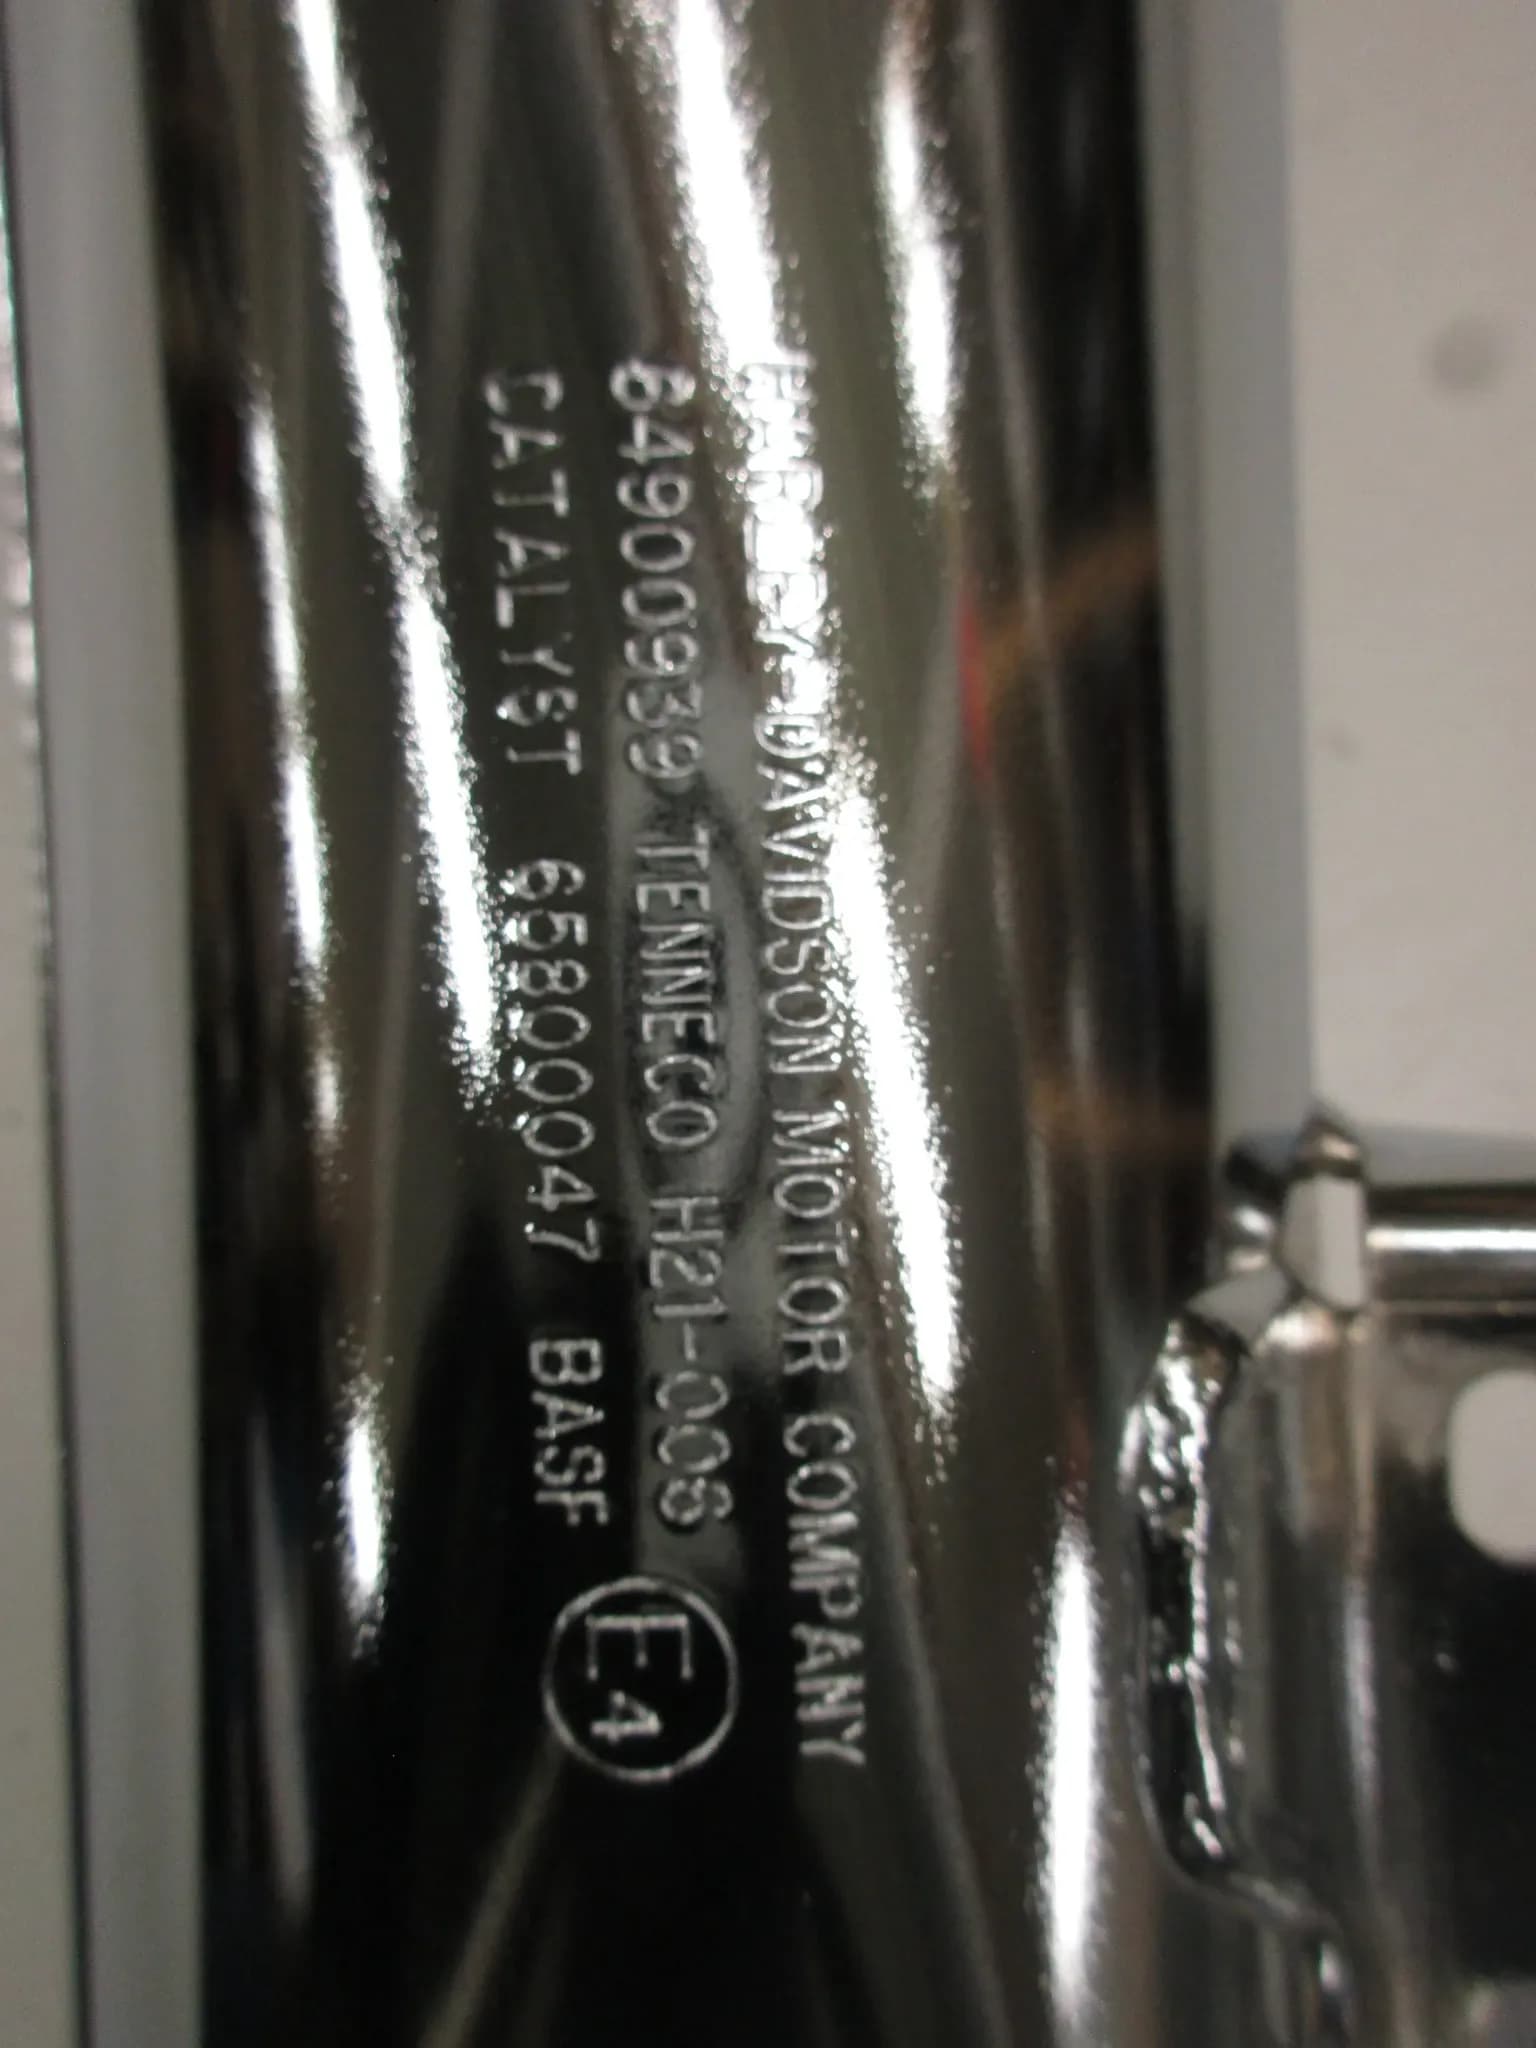 HARLEY-DAVIDSON MOTOR COMPANY
64900939 TENNECO H21-006
CATALYST 65800047 BASF
E4